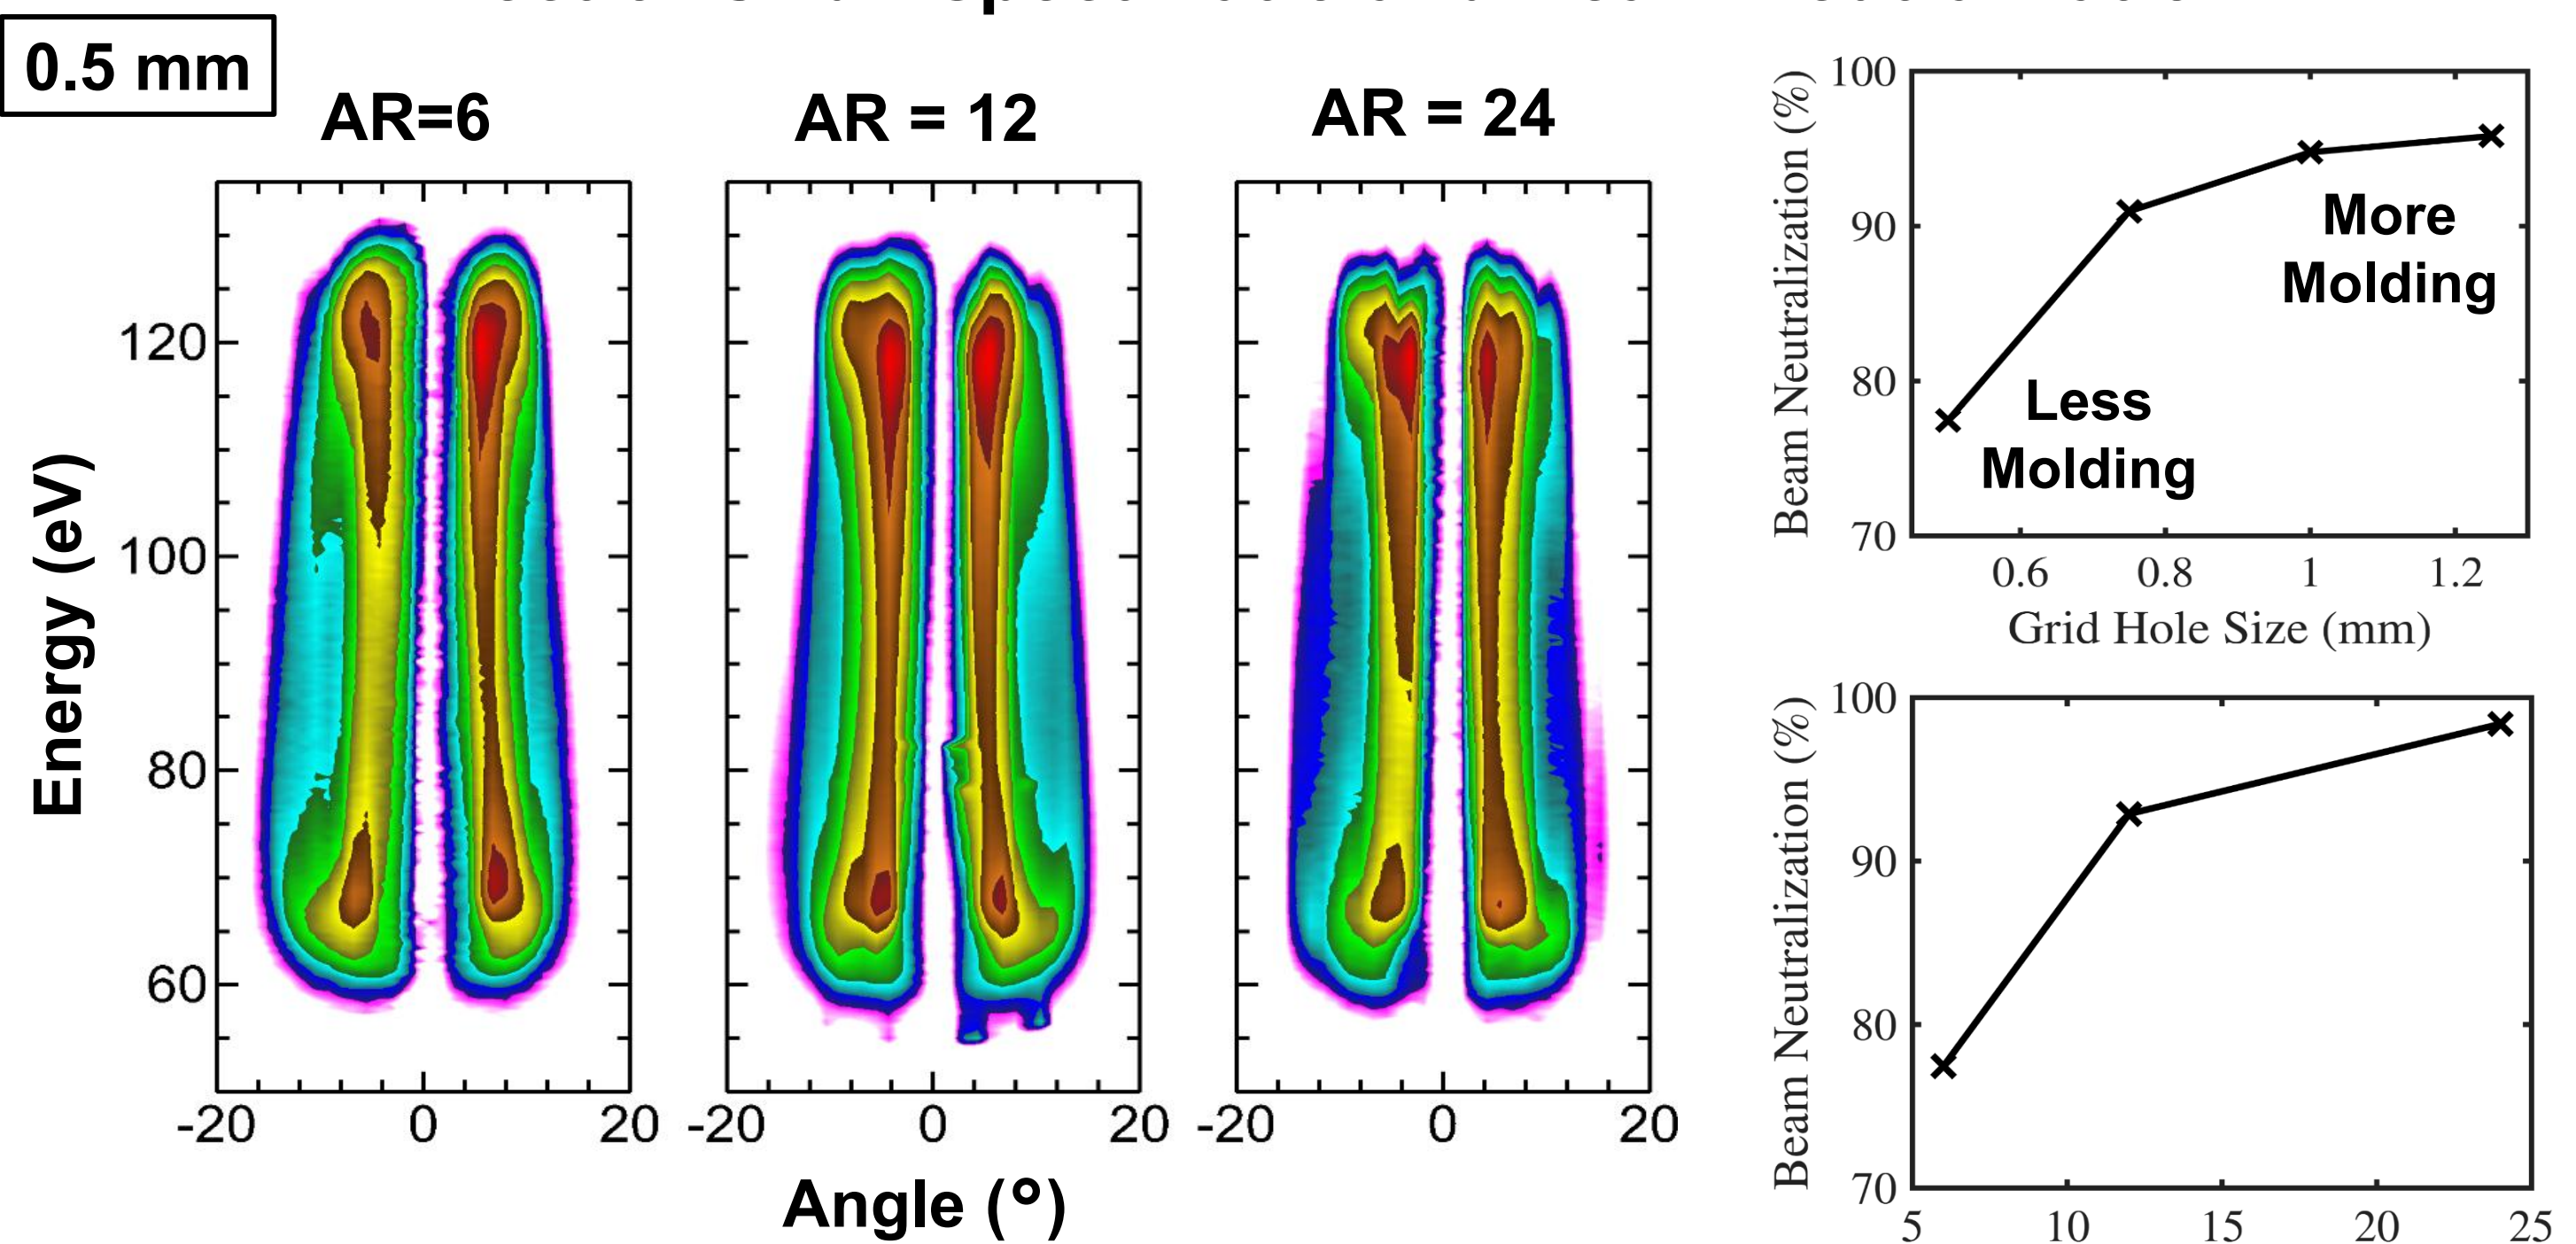 0.5 mm
AR=6
AR = 12
AR = 24
Energy (eV)
120
100
80
60
-20 0 20
-20 0 20
-20 0 20
Angle (°)
Beam Neutralization (%)
100
90
80
70
More
Molding
Less
Molding
0.6 0.8 1 1.2
Grid Hole Size (mm)
Beam Neutralization (%)
100
90
80
70
5 10 15 20 25